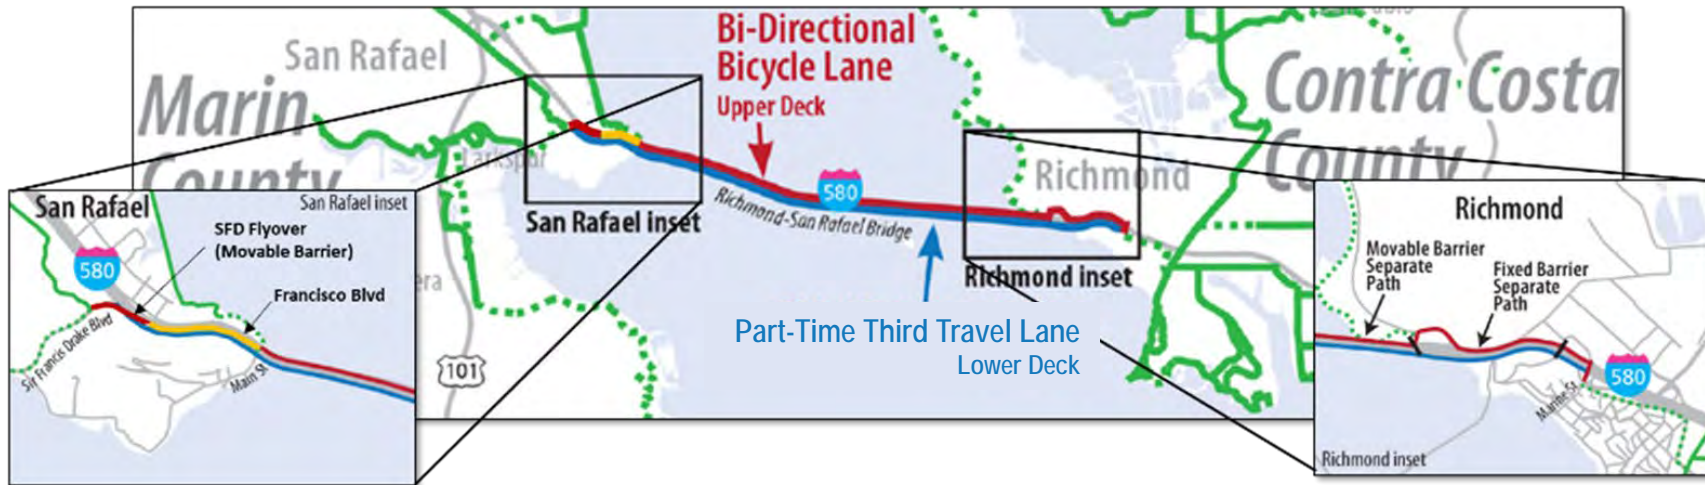 San Rafael
Marin
County
Larkspur
Bi-Directional
Bicycle Lane
Upper Deck
580
Richmond-San Rafael Bridge
San Rafael inset
Richmond inset
Richmond
Contra Costa
County
101
Part-Time Third Travel Lane
Lower Deck
San Rafael
San Rafael inset
SFD Flyover
(Movable Barrier)
580
Francisco Blvd
Sir Francis Drake Blvd
Main St
Richmond
Movable Barrier
Separate
Path
Fixed Barrier
Separate
Path
580
Marine St
Richmond inset